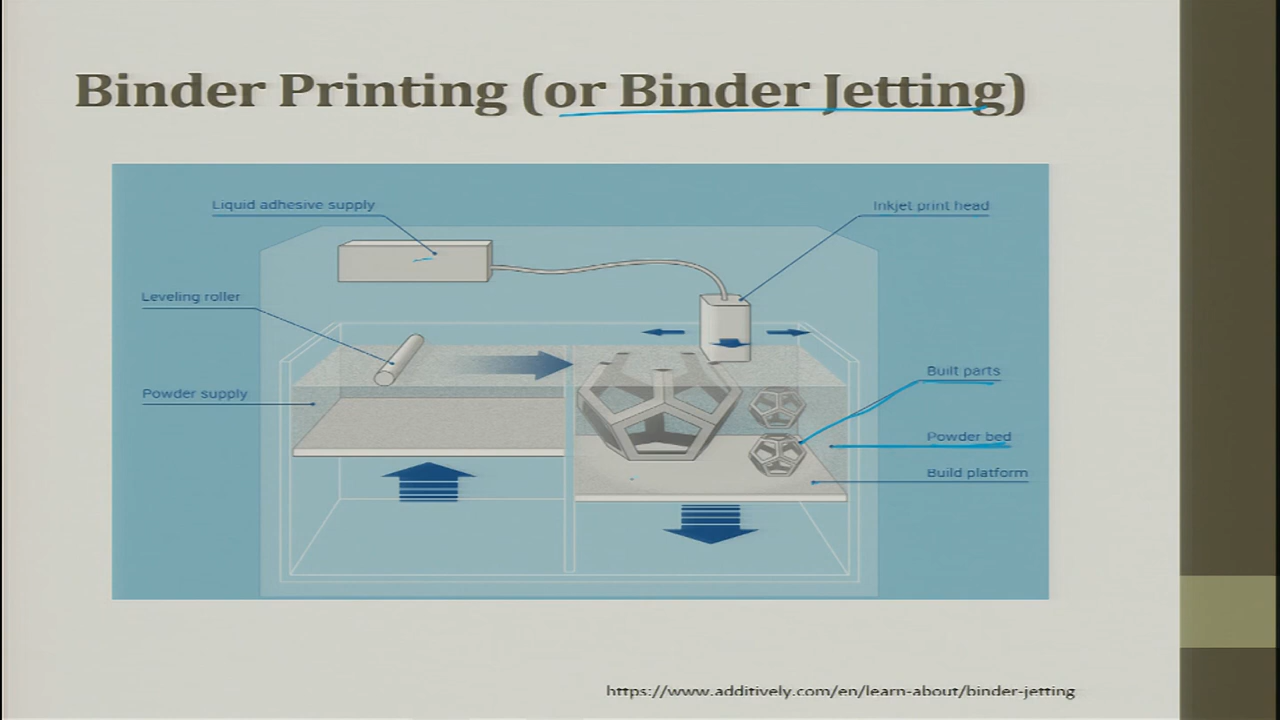 Binder Printing (or Binder Jetting)
Liquid adhesive supply
Inkjet print head
Leveling roller
Built parts
Powder supply
Powder bed
Build platform
https://www.additively.com/en/learn-about/binder-jetting